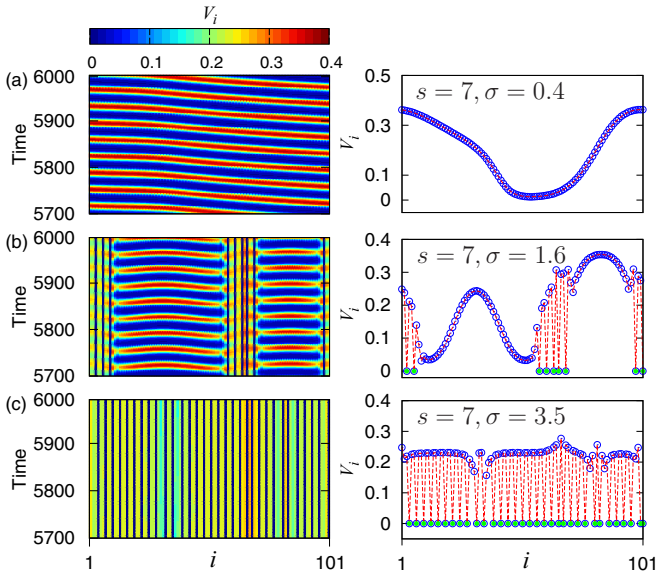 V_i
0 0.1 0.2 0.3 0.4
(a)
6000
5900
5800
5700
Time
0.5
0.3
0.1
0
V_i
s = 7, σ = 0.4
(b)
6000
5900
5800
5700
Time
0.4
0.3
0.2
0.1
0
V_i
s = 7, σ = 1.6
(c)
6000
5900
5800
5700
Time
0.4
0.3
0.2
0.1
0
V_i
s = 7, σ = 3.5
1 i 101
1 i 101